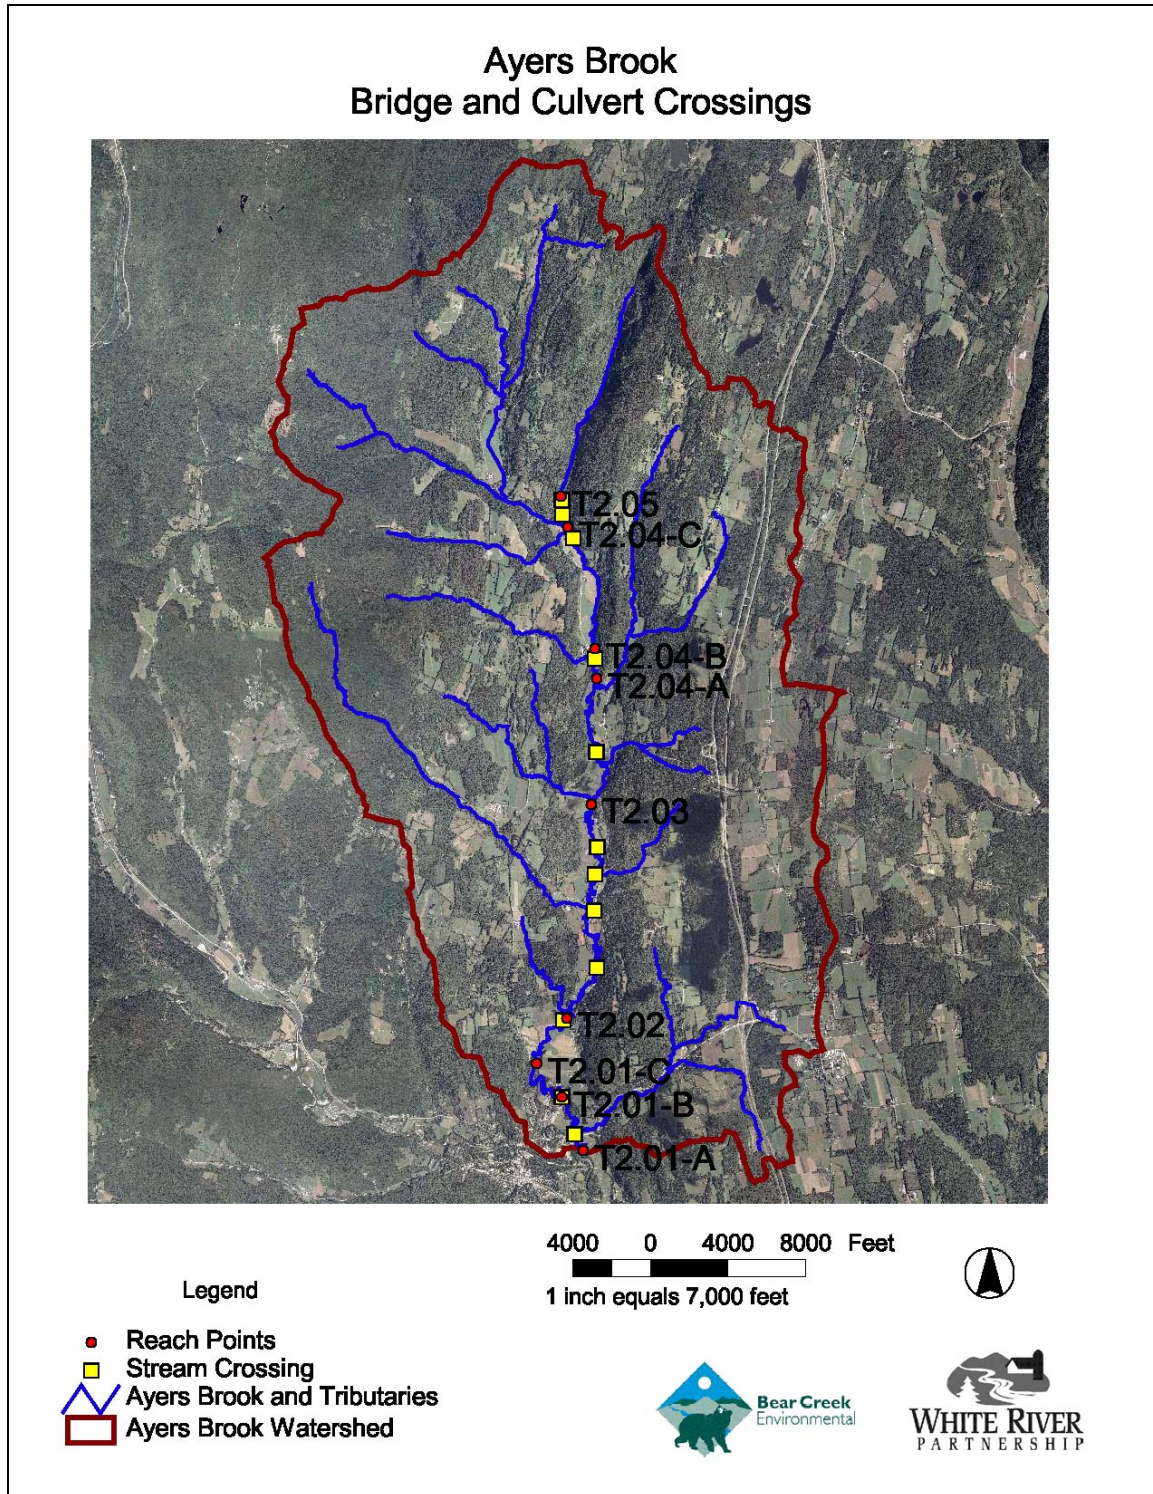 Ayers Brook
Bridge and Culvert Crossings
T2.05
T2.04-C
T2.04-B
T2.04-A
T2.03
T2.02
T2.01-C
T2.01-B
T2.01-A
4000 0 4000 8000 Feet
1 inch equals 7,000 feet
Legend
Reach Points
Stream Crossing
Ayers Brook and Tributaries
Ayers Brook Watershed
Bear Creek
Environmental
WHITE RIVER
PARTNERSHIP